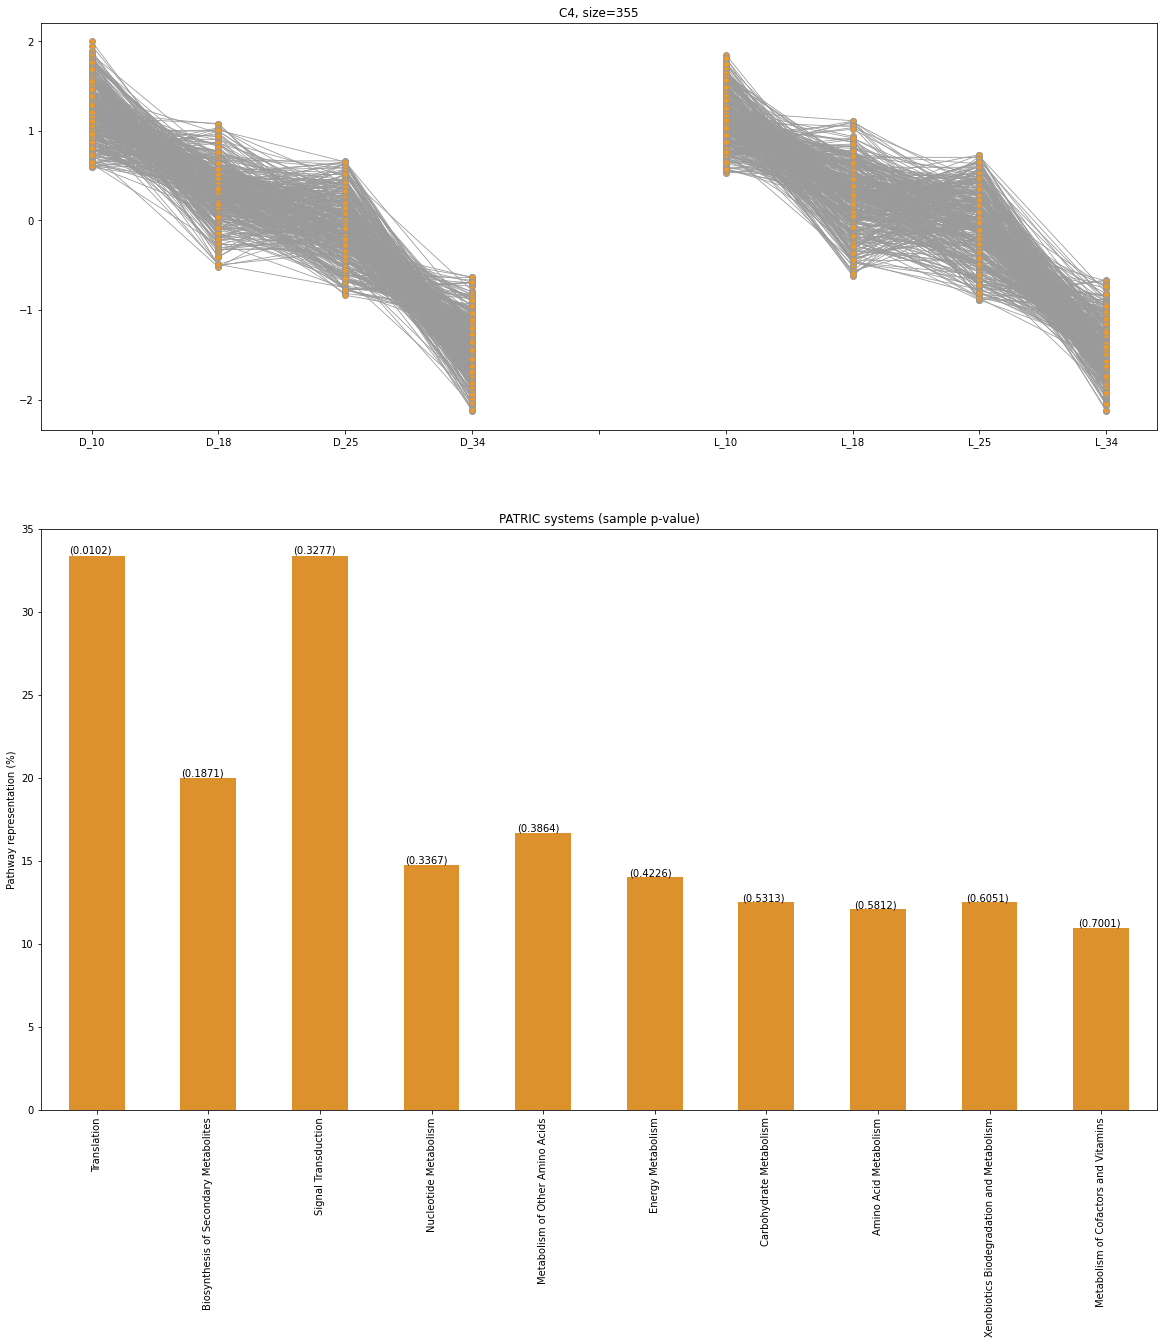 C4, size=355
2
1
0
−1
−2
D_10
D_18
D_25
D_34
L_10
L_18
L_25
L_34
PATRIC systems (sample p-value)
Pathway representation (%)
35
30
25
20
15
10
5
0
(0.0102)
(0.1871)
(0.3277)
(0.3367)
(0.3864)
(0.4226)
(0.5313)
(0.5812)
(0.6051)
(0.7001)
Translation
Biosynthesis of Secondary Metabolites
Signal Transduction
Nucleotide Metabolism
Metabolism of Other Amino Acids
Energy Metabolism
Carbohydrate Metabolism
Amino Acid Metabolism
Xenobiotics Biodegradation and Metabolism
Metabolism of Cofactors and Vitamins